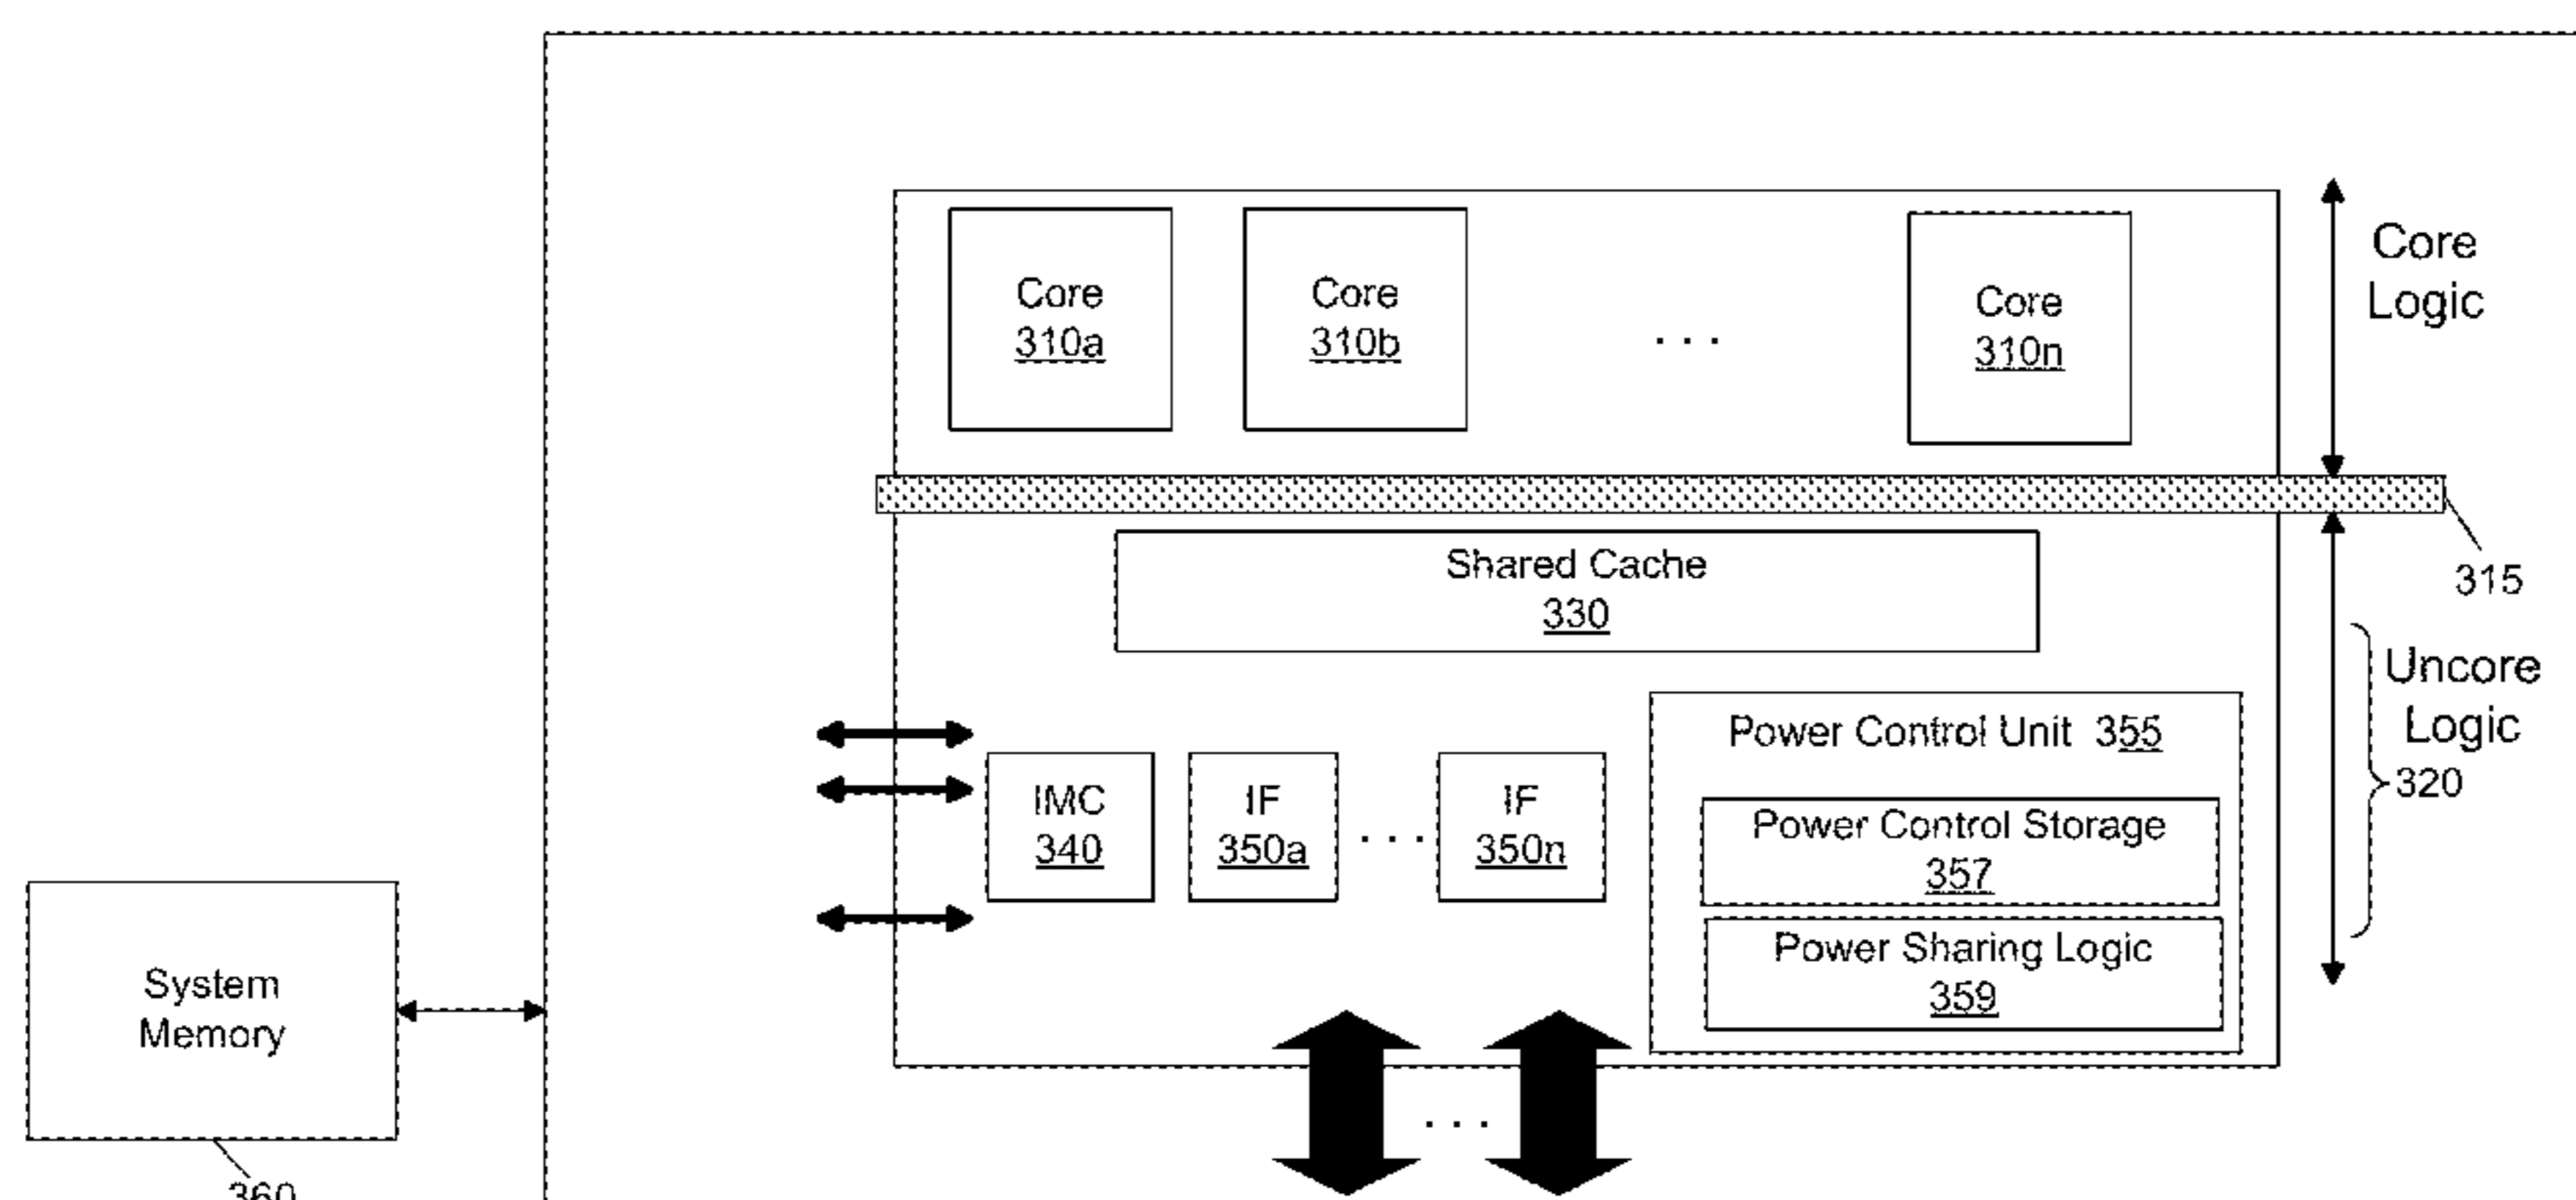 Core
310a
Core
310b
. . .
Core
310n
Core
Logic
315
Shared Cache
330
Uncore
Logic
320
IMC
340
IF
350a
. . .
IF
350n
Power Control Unit 355
Power Control Storage
357
Power Sharing Logic
359
System
Memory
360
. . .